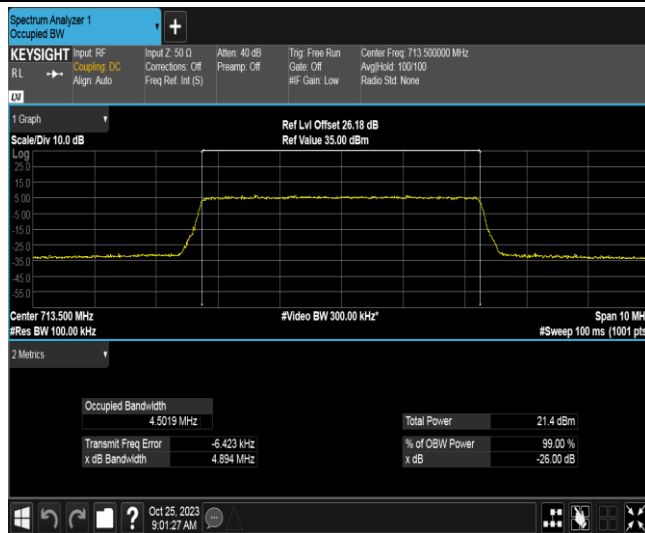 Spectrum Analyzer 1
Occupied BW
+
KEYSIGHT Input: RF Input Z: 50 Ω Atten: 40 dB Trig: Free Run Center Freq: 713.500000 MHz
RL Coupling: DC Corrections: Off Preamp: Off Gate: Off Avg|Hold: 100/100
Align: Auto Freq Ref: Int (S) #IF Gain: Low Radio Std: None
1 Graph
Ref Lvl Offset 26.18 dB
Scale/Div 10.0 dB Ref Value 35.00 dBm
Log
25.0
15.0
5.00
-5.00
-15.0
-25.0
-35.0
-45.0
-55.0
Center 713.500 MHz #Video BW 300.00 kHz* Span 10 MH
#Res BW 100.00 kHz #Sweep 100 ms (1001 pts
2 Metrics
Occupied Bandwidth
4.5019 MHz Total Power 21.4 dBm
Transmit Freq Error -6.423 kHz % of OBW Power 99.00 %
x dB Bandwidth 4.894 MHz x dB -26.00 dB
? Oct 25, 2023
9:01:27 AM